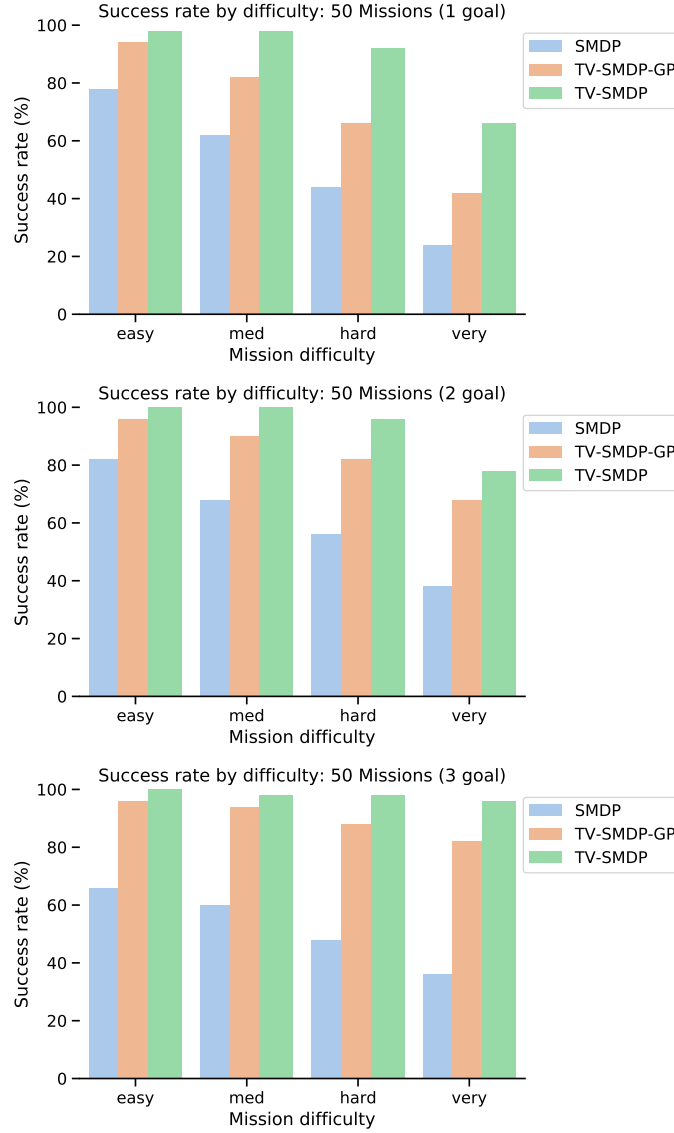 Success rate by difficulty: 50 Missions (1 goal)
100
80
60
40
20
0
Success rate (%)
easy med hard very
Mission difficulty
SMDP
TV-SMDP-GP
TV-SMDP
Success rate by difficulty: 50 Missions (2 goal)
100
80
60
40
20
0
Success rate (%)
easy med hard very
Mission difficulty
SMDP
TV-SMDP-GP
TV-SMDP
Success rate by difficulty: 50 Missions (3 goal)
100
80
60
40
20
0
Success rate (%)
easy med hard very
Mission difficulty
SMDP
TV-SMDP-GP
TV-SMDP